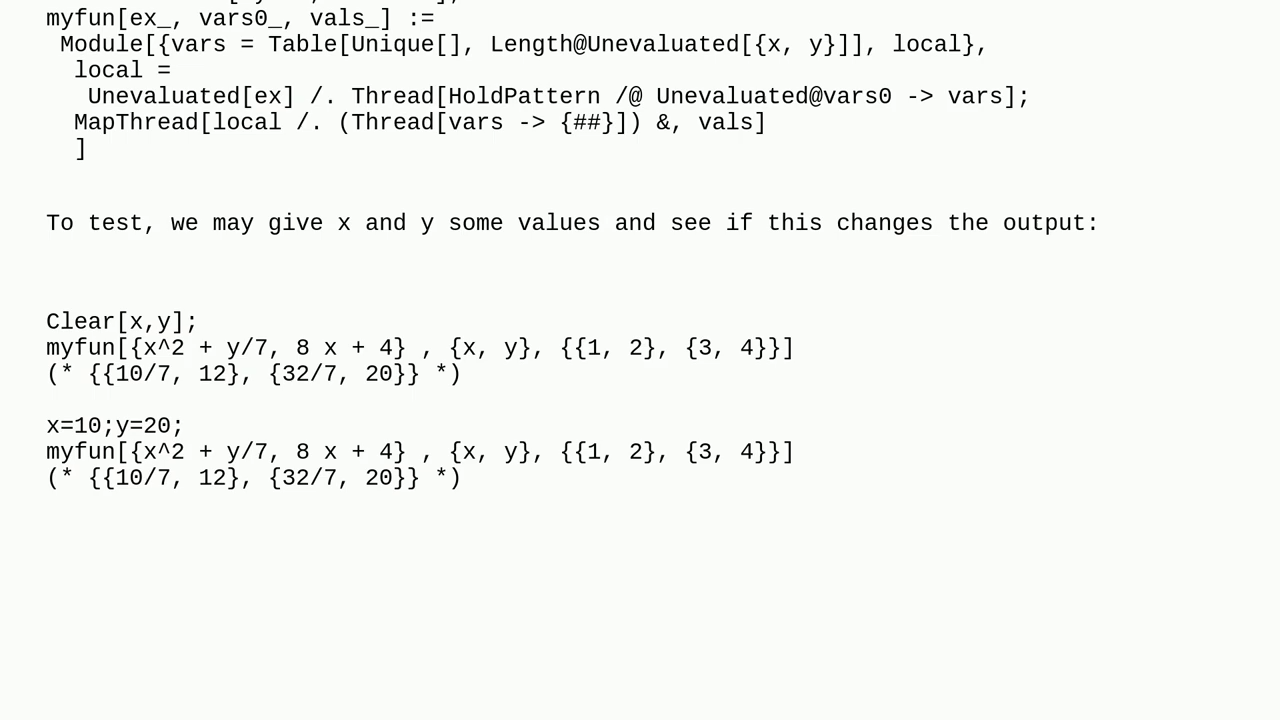 myfun[ex_, vars0_, vals_] :=
Module[{vars = Table[Unique[], Length@Unevaluated[{x, y}]], local},
local =
Unevaluated[ex] /. Thread[HoldPattern /@ Unevaluated@vars0 -> vars];
MapThread[local /. (Thread[vars -> {##}]) &, vals]
]
To test, we may give x and y some values and see if this changes the output:
Clear[x,y];
myfun[{x^2 + y/7, 8 x + 4} , {x, y}, {{1, 2}, {3, 4}}]
(* {{10/7, 12}, {32/7, 20}} *)
x=10;y=20;
myfun[{x^2 + y/7, 8 x + 4} , {x, y}, {{1, 2}, {3, 4}}]
(* {{10/7, 12}, {32/7, 20}} *)